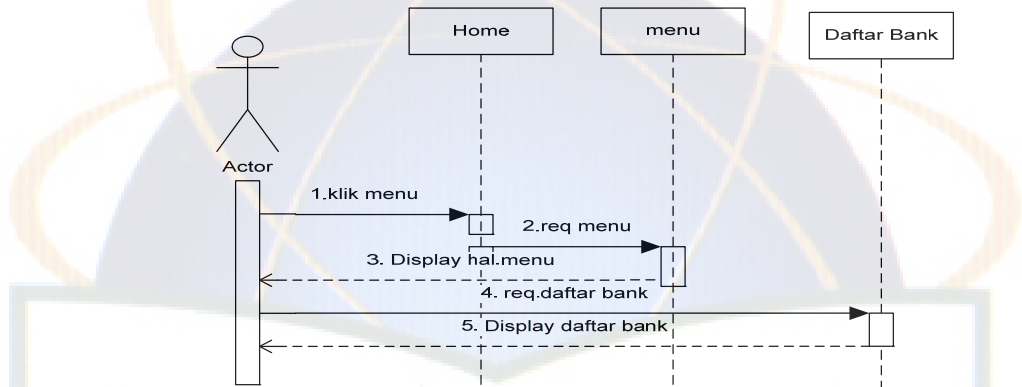 Home
menu
Daftar Bank
Actor
1.klik menu
2.req menu
3. Display hal.menu
4. req.daftar bank
5. Display daftar bank